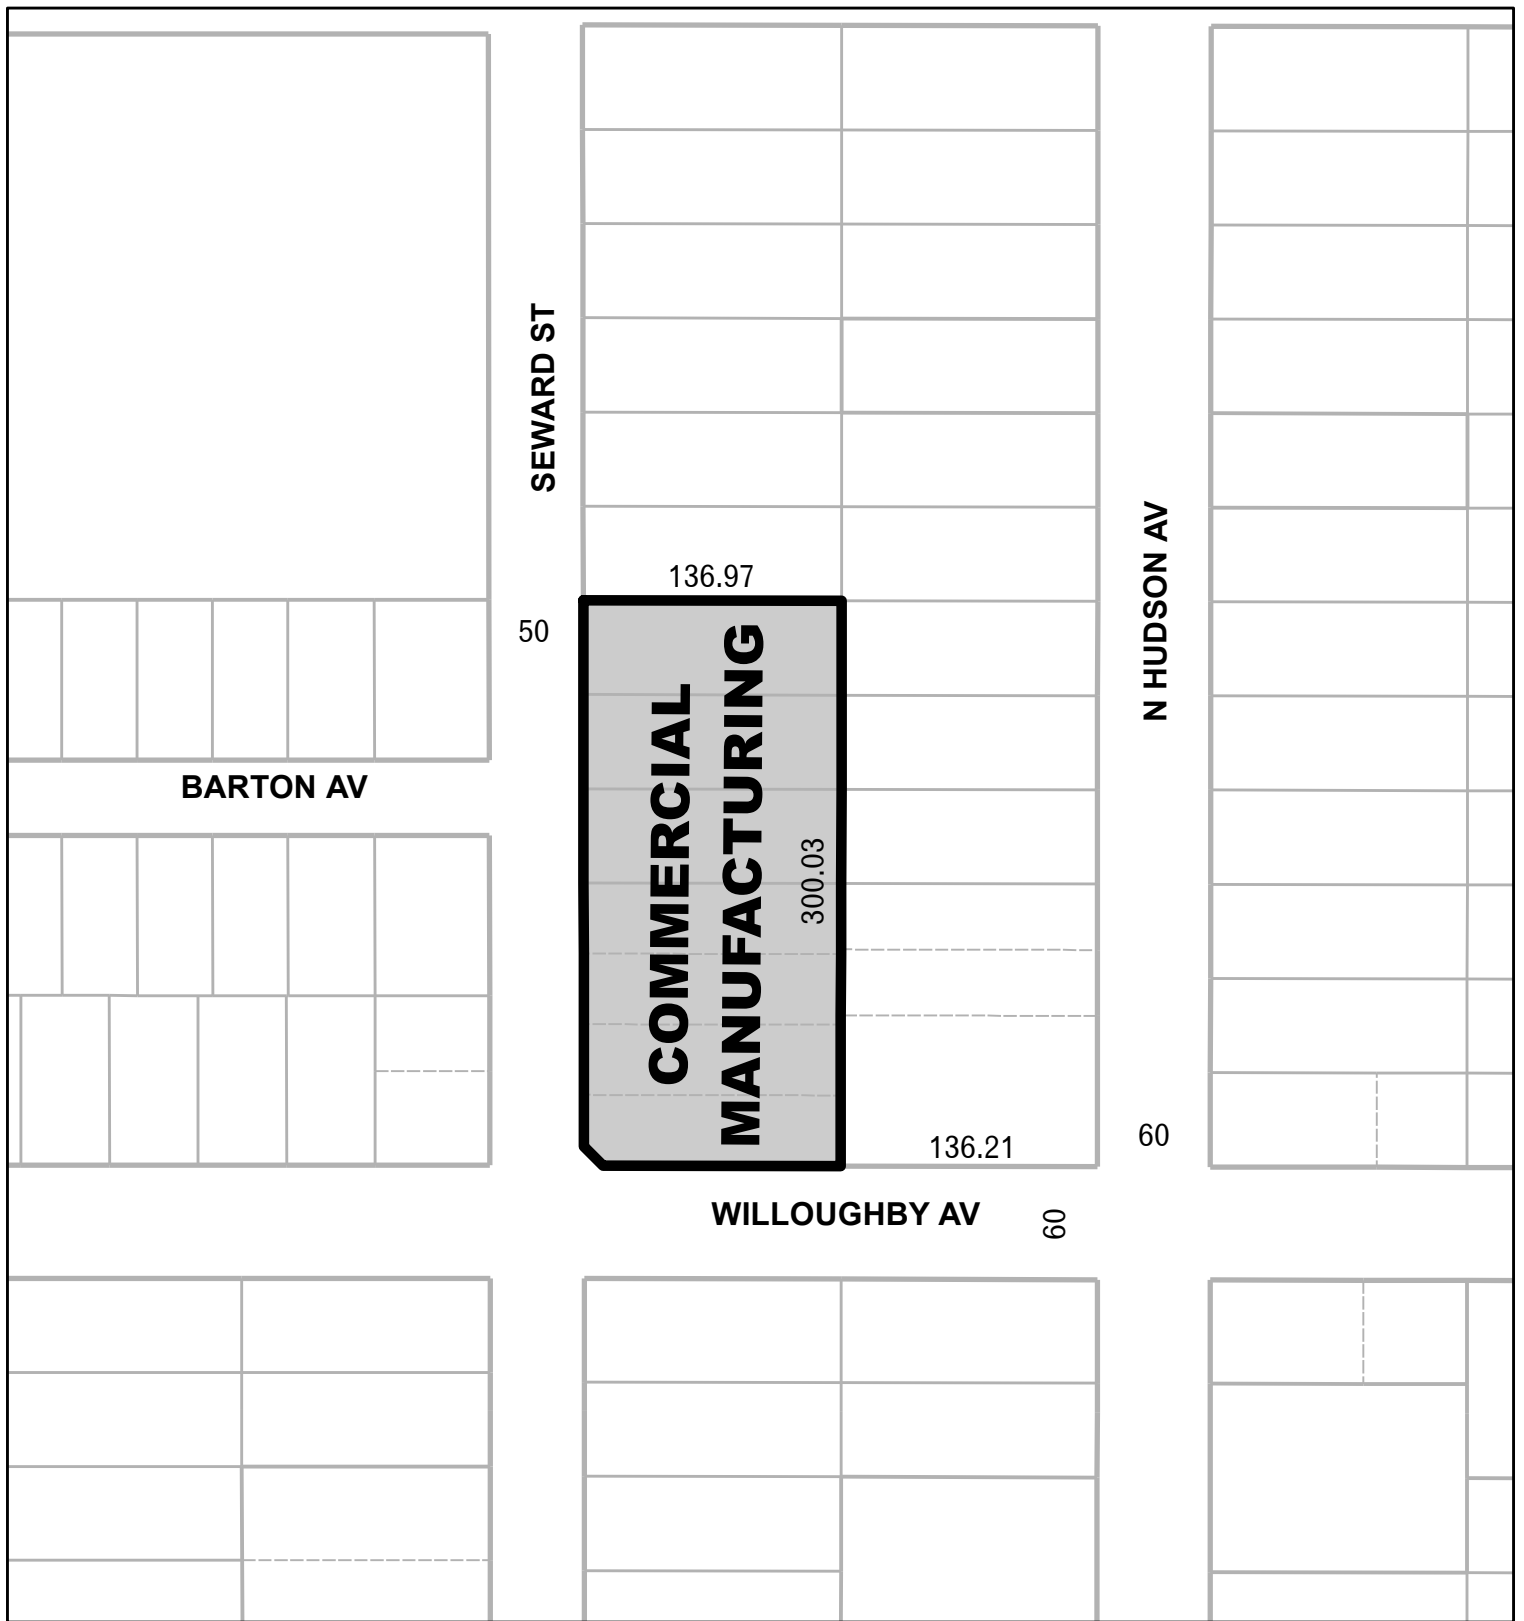 SEWARD ST
136.97
50
N HUDSON AV
COMMERCIAL
MANUFACTURING
300.03
BARTON AV
136.21
60
WILLOUGHBY AV
60